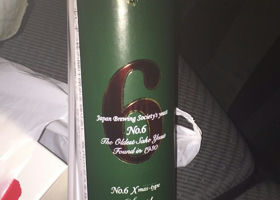 6
Japan Brewing Society's yeast
No.6
The Oldest Sake Yeast
Found in 1930
No.6 X'mas-type